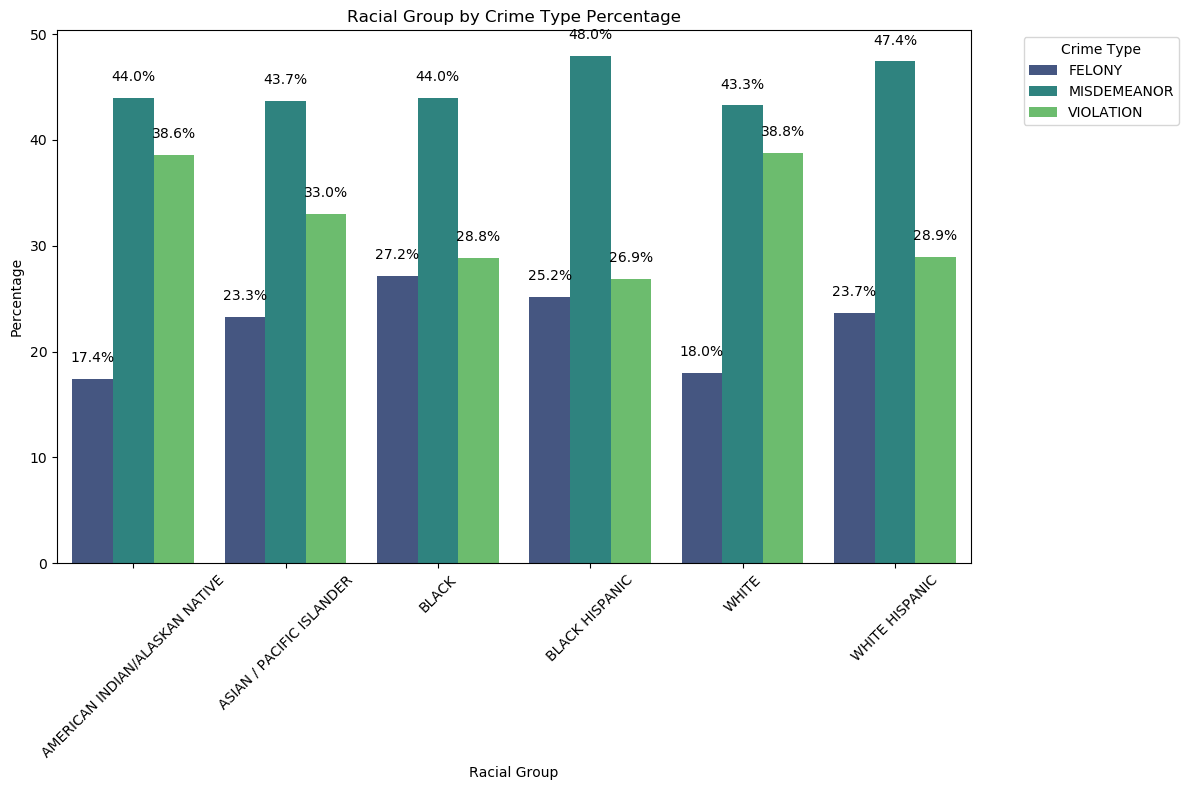 Racial Group by Crime Type Percentage
Crime Type
FELONY
MISDEMEANOR
VIOLATION
Percentage
50
40
30
20
10
0
17.4%
44.0%
38.6%
23.3%
43.7%
33.0%
27.2%
44.0%
28.8%
25.2%
48.0%
26.9%
18.0%
43.3%
38.8%
23.7%
47.4%
28.9%
AMERICAN INDIAN/ALASKAN NATIVE
ASIAN / PACIFIC ISLANDER
BLACK
BLACK HISPANIC
WHITE
WHITE HISPANIC
Racial Group